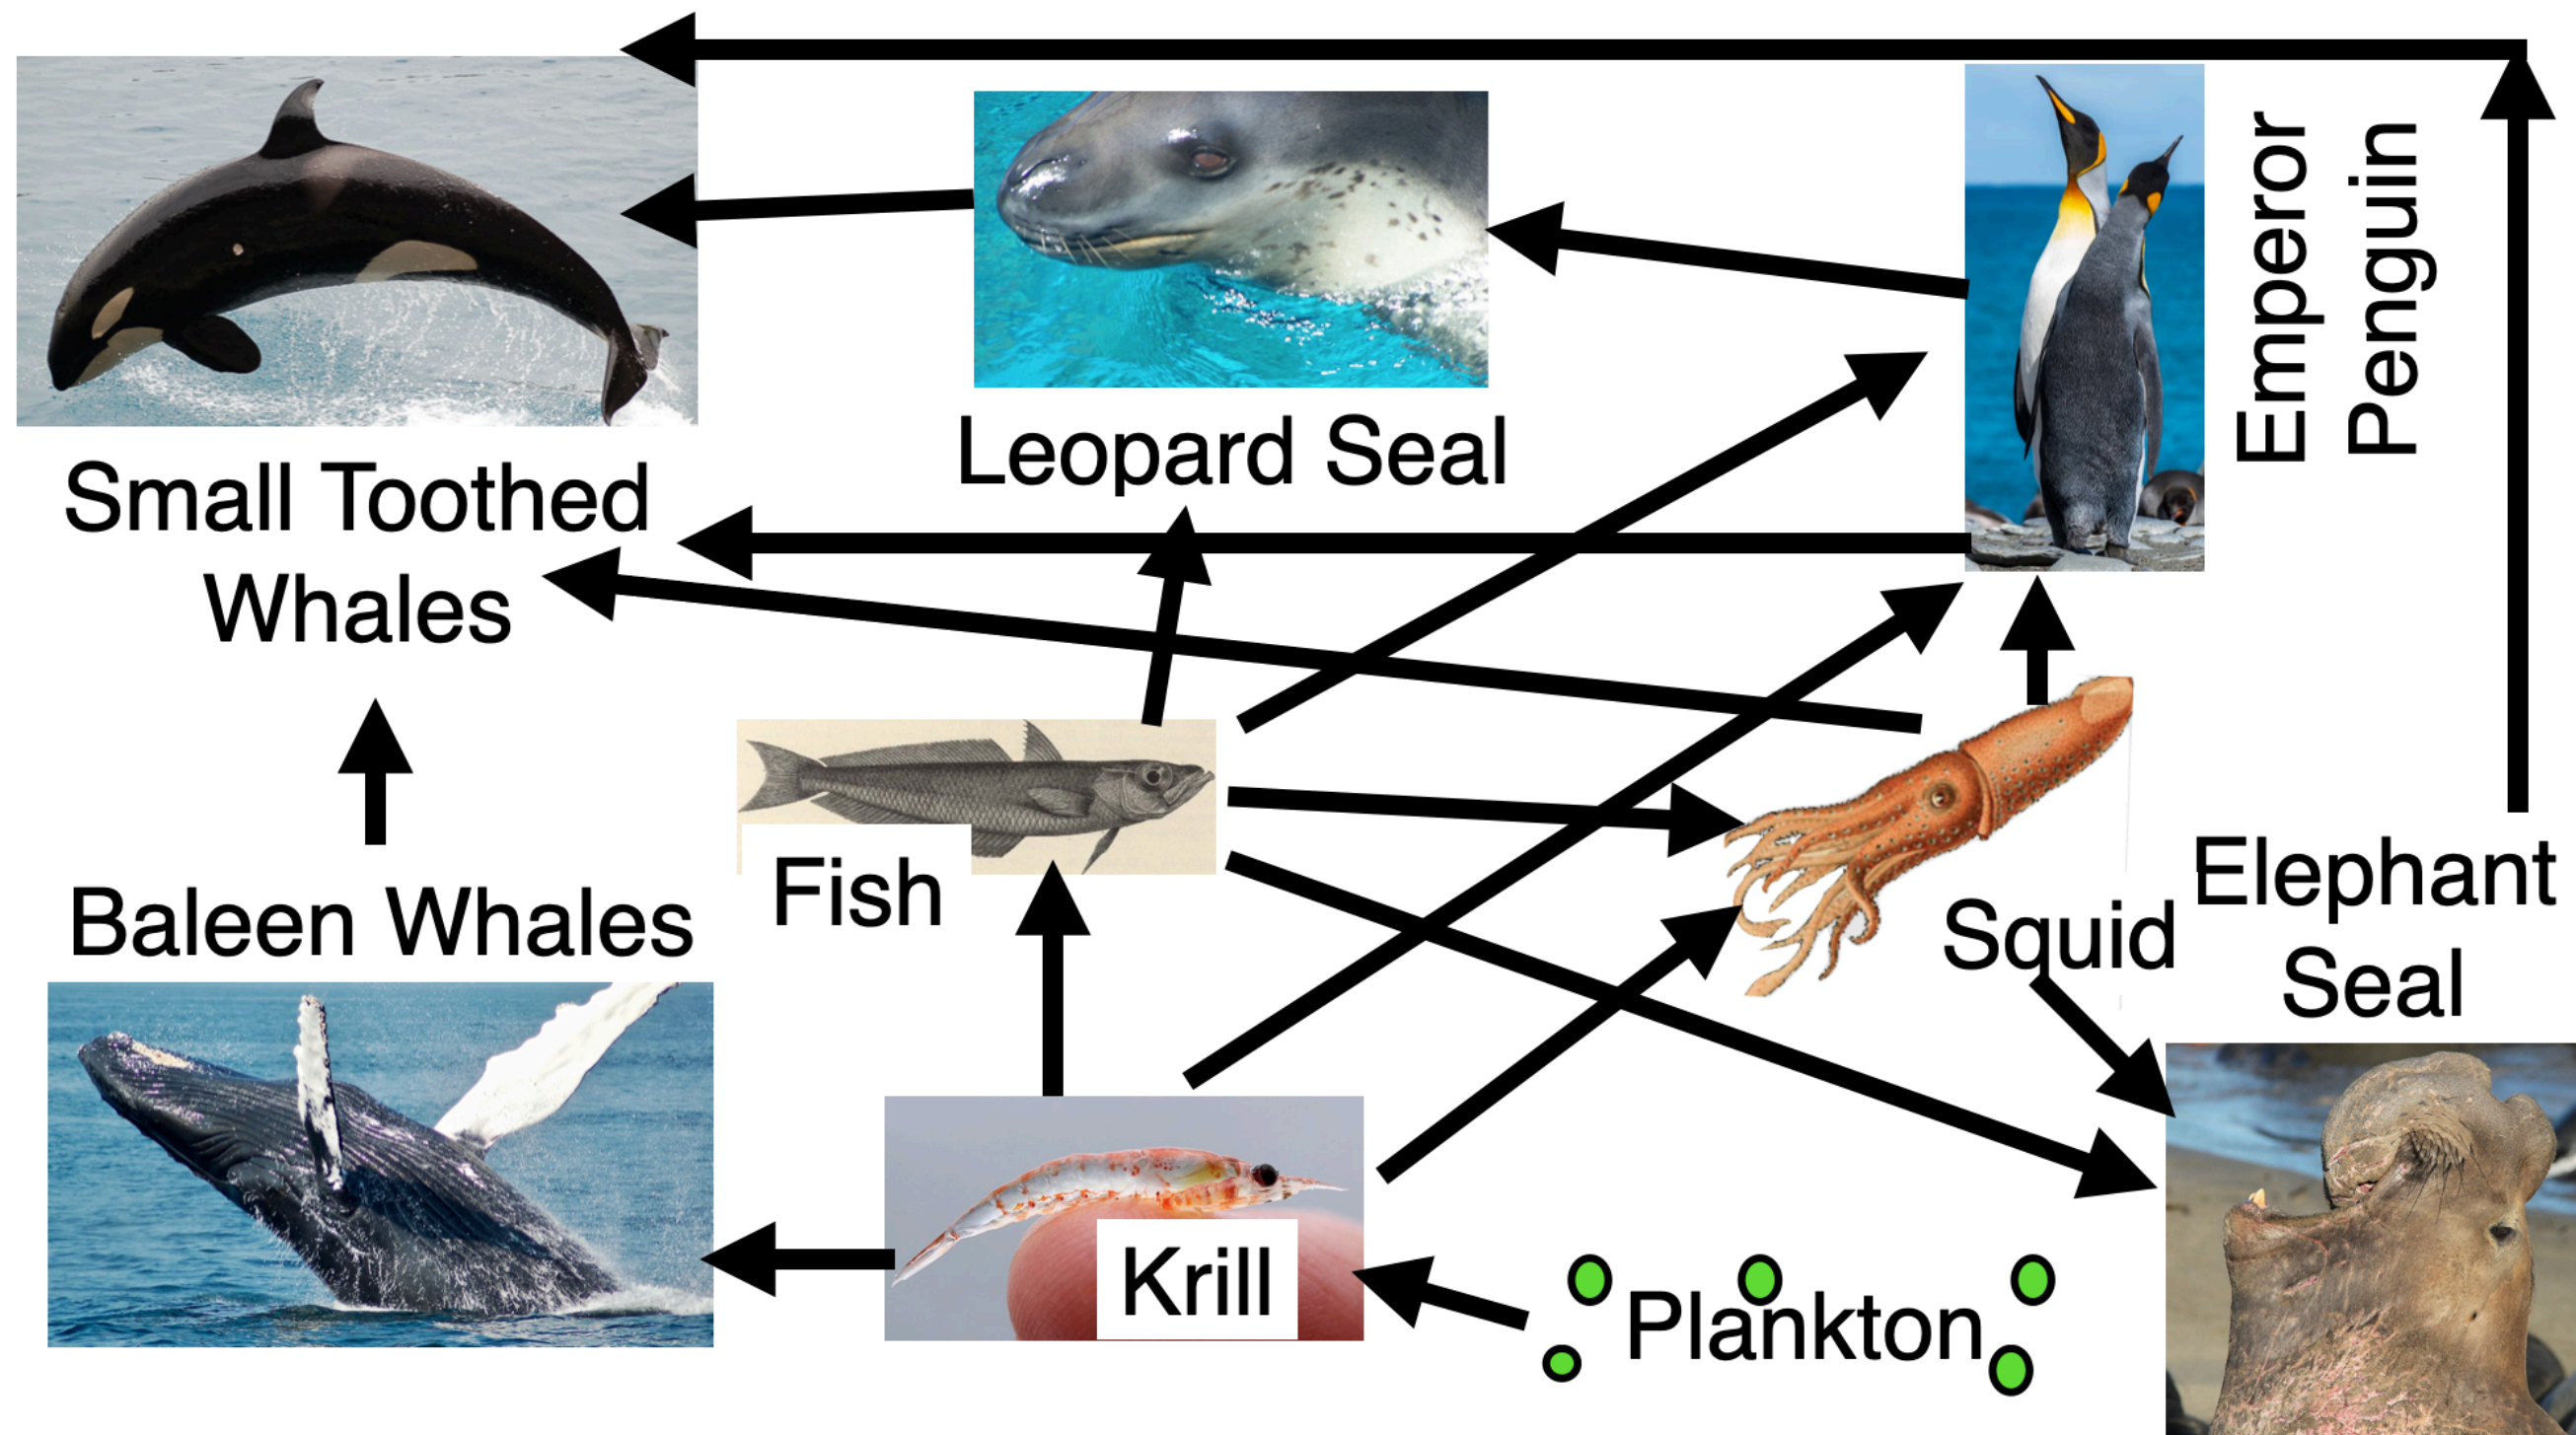 Emperor
Penguin
Leopard Seal
Small Toothed
Whales
Baleen Whales
Fish
Squid
Elephant
Seal
Krill
Plankton